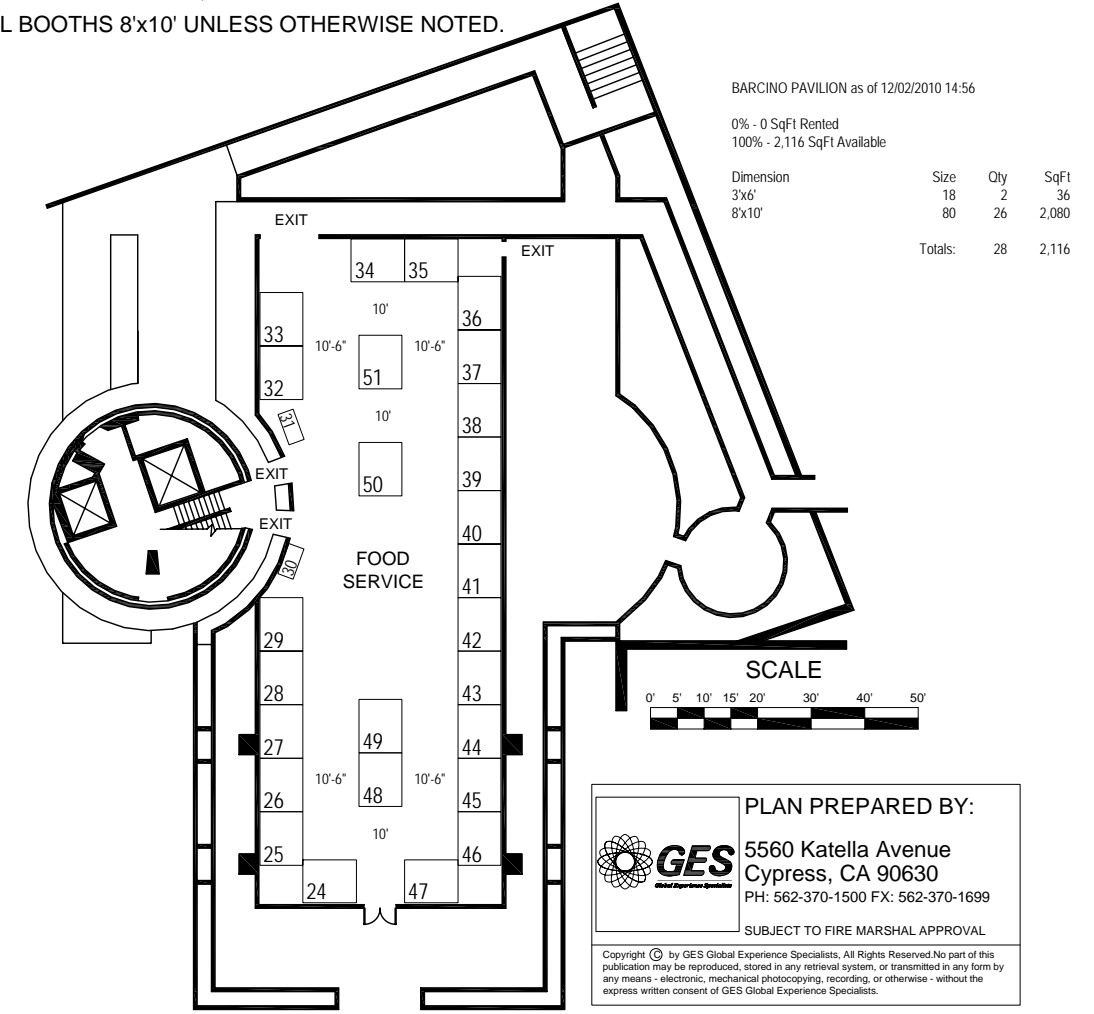 L BOOTHS 8'x10' UNLESS OTHERWISE NOTED.
BARCINO PAVILION as of 12/02/2010 14:56
0% - 0 SqFt Rented
100% - 2,116 SqFt Available
Dimension Size Qty SqFt
3'x6' 18 2 36
8'x10' 80 26 2,080
Totals: 28 2,116
EXIT
EXIT
34 35
10'
36
33
10'-6" 10'-6"
51
37
32
10'
31
38
EXIT
39
50
EXIT
40
30
FOOD
SERVICE
41
29
42
28
43
49
27
44
10'-6" 10'-6"
48
26
45
10'
25
46
24
47
SCALE
0' 5' 10' 15' 20' 30' 40' 50'
PLAN PREPARED BY:
GES
Global Experience Specialists
5560 Katella Avenue
Cypress, CA 90630
PH: 562-370-1500 FX: 562-370-1699
SUBJECT TO FIRE MARSHAL APPROVAL
Copyright © by GES Global Experience Specialists, All Rights Reserved.No part of this
publication may be reproduced, stored in any retrieval system, or transmitted in any form by
any means - electronic, mechanical photocopying, recording, or otherwise - without the
express written consent of GES Global Experience Specialists.